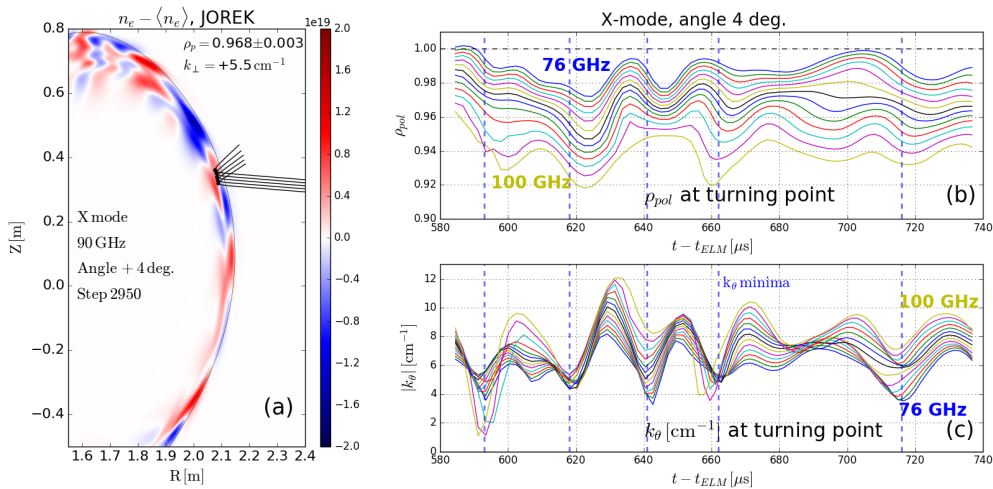 n_e − ⟨n_e⟩, JOREK
1e19
ρ_p = 0.968±0.003
k_⊥ = +5.5 cm⁻¹
X mode
90 GHz
Angle + 4 deg.
Step 2950
(a)
Z [m]
0.8
0.6
0.4
0.2
0.0
−0.2
−0.4
1.6 1.7 1.8 1.9 2.0 2.1 2.2 2.3 2.4
R [m]
2.0
1.6
1.2
0.8
0.4
0.0
−0.4
−0.8
−1.2
−1.6
−2.0
X-mode, angle 4 deg.
76 GHz
100 GHz
ρ_pol at turning point
(b)
ρ_pol
1.00
0.98
0.96
0.94
0.92
0.90
580 600 620 640 660 680 700 720 740
t − t_ELM [μs]
k_θ minima
100 GHz
76 GHz
k_θ [cm⁻¹] at turning point
(c)
|k_θ| [cm⁻¹]
12
10
8
6
4
2
0
580 600 620 640 660 680 700 720 740
t − t_ELM [μs]